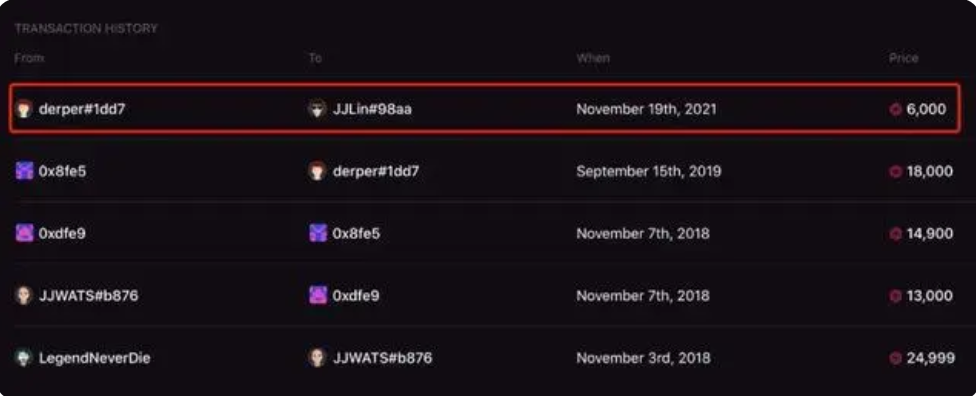 TRANSACTION HISTORY
From To When Price
derper#1dd7 JJLin#98aa November 19th, 2021 6,000
0x8fe5 derper#1dd7 September 15th, 2019 18,000
0xdfe9 0x8fe5 November 7th, 2018 14,900
JJWATS#b876 0xdfe9 November 7th, 2018 13,000
LegendNeverDie JJWATS#b876 November 3rd, 2018 24,999